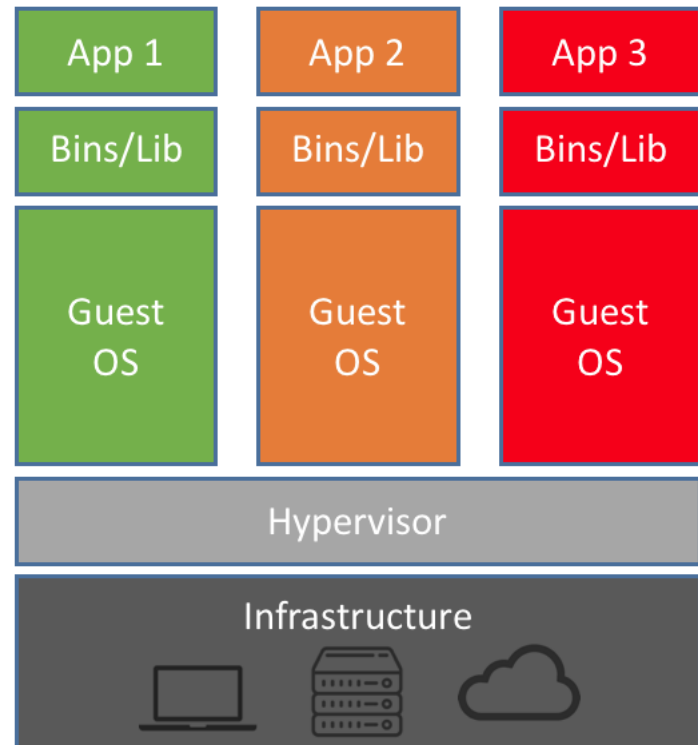 App 1
App 2
App 3
Bins/Lib
Bins/Lib
Bins/Lib
Guest
OS
Guest
OS
Guest
OS
Hypervisor
Infrastructure